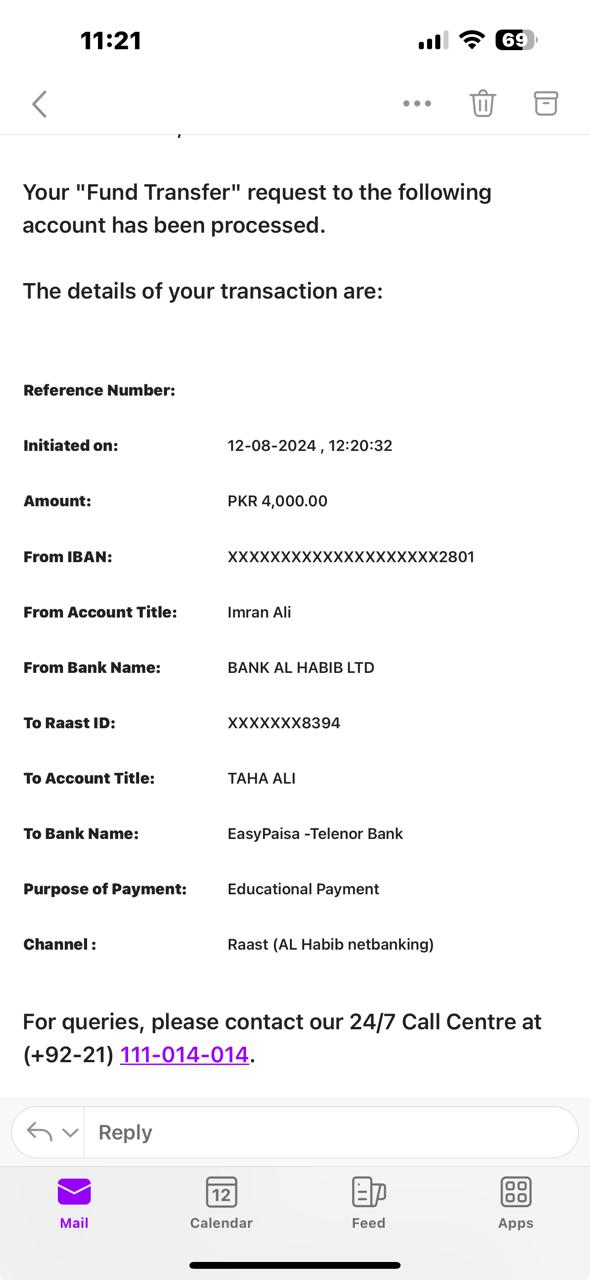 11:21
69
Your "Fund Transfer" request to the following
account has been processed.
The details of your transaction are:
Reference Number:
Initiated on: 12-08-2024 , 12:20:32
Amount: PKR 4,000.00
From IBAN: XXXXXXXXXXXXXXXXXXXX2801
From Account Title: Imran Ali
From Bank Name: BANK AL HABIB LTD
To Raast ID: XXXXXXX8394
To Account Title: TAHA ALI
To Bank Name: EasyPaisa -Telenor Bank
Purpose of Payment: Educational Payment
Channel : Raast (AL Habib netbanking)
For queries, please contact our 24/7 Call Centre at
(+92-21) 111-014-014.
Reply
12
Mail Calendar Feed Apps